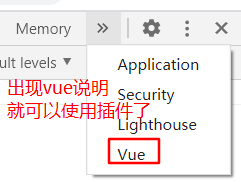 Memory
Application
ult levels
出现vue说明
Security
就可以使用插件了
Lighthouse
Vue